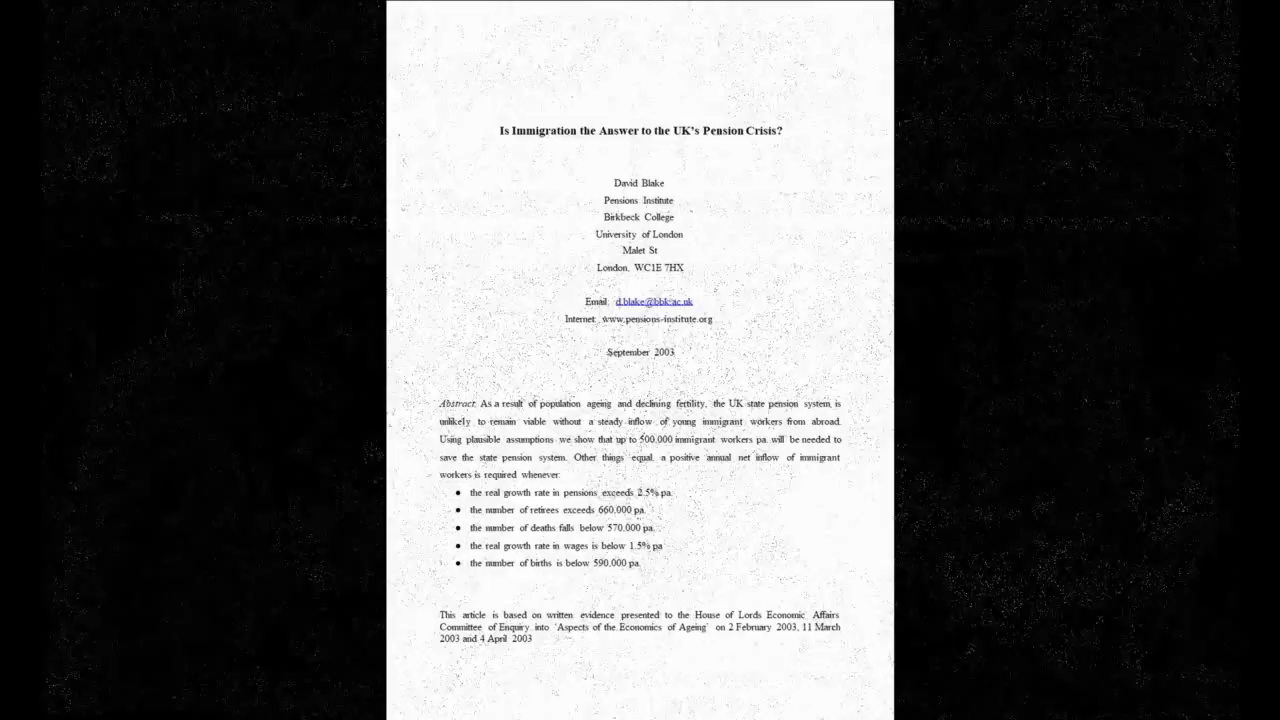 Is Immigration the Answer to the UK's Pension Crisis?
David Blake
Pensions Institute
Birkbeck College
University of London
Malet St
London, WC1E 7HX
Email: d.blake@bbk.ac.uk
Internet: www.pensions-institute.org
September 2003
Abstract: As a result of population ageing and declining fertility, the UK state pension system is
unlikely to remain viable without a steady inflow of young immigrant workers from abroad.
Using plausible assumptions we show that up to 500,000 immigrant workers pa. will be needed to
save the state pension system. Other things equal, a positive annual net inflow of immigrant
workers is required whenever:
• the real growth rate in pensions exceeds 2.5% pa.
• the number of retirees exceeds 660,000 pa.
• the number of deaths falls below 570,000 pa.
• the real growth rate in wages is below 1.5% pa
• the number of births is below 590,000 pa.
This article is based on written evidence presented to the House of Lords Economic Affairs
Committee of Enquiry into 'Aspects of the Economics of Ageing' on 2 February 2003, 11 March
2003 and 4 April 2003